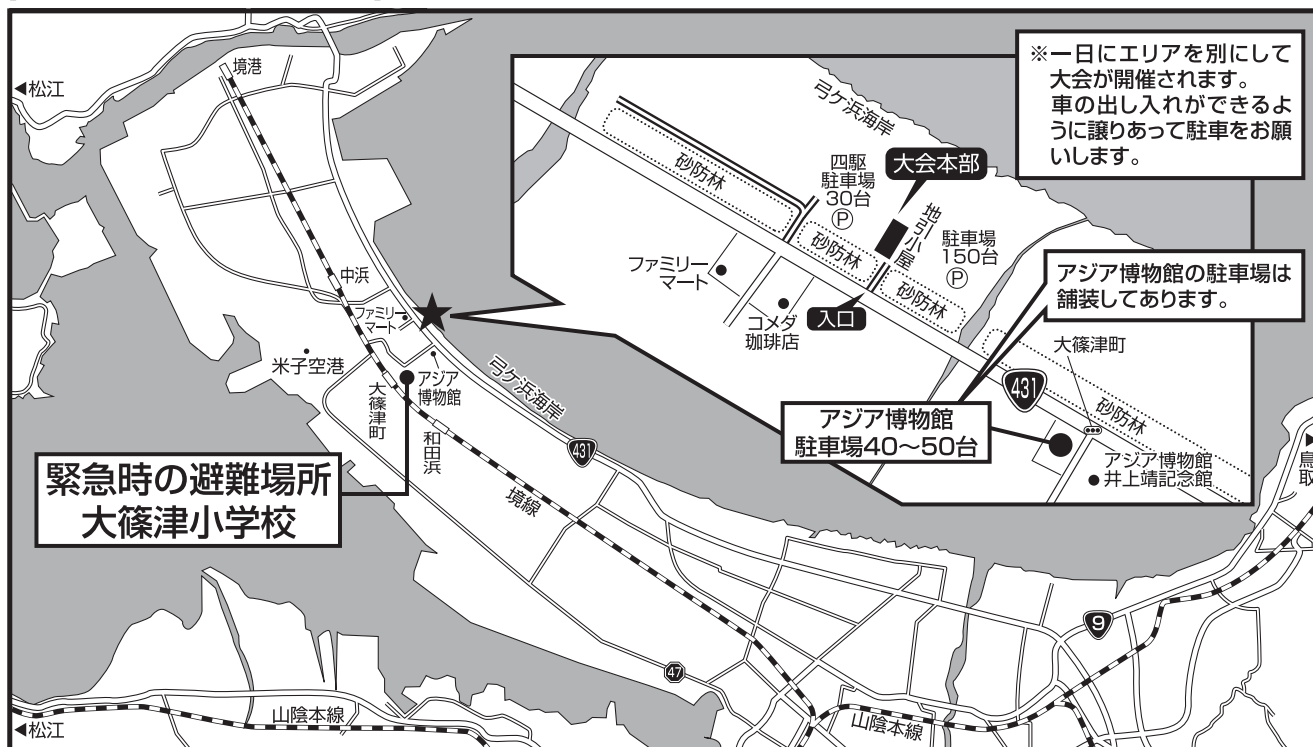 ◀松江
境港
弓ケ浜海岸
※一日にエリアを別にして
大会が開催されます。
車の出し入れができるよ
うに譲りあって駐車をお願
いします。
砂防林
四駆
駐車場
30台
Ⓟ
大会本部
地引小屋
駐車場
150台
Ⓟ
砂防林
砂防林
ファミリー
マート
コメダ
珈琲店
入口
アジア博物館の駐車場は
舗装してあります。
大篠津町
431
砂防林
アジア博物館
駐車場40〜50台
アジア博物館
井上靖記念館
中浜
ファミリー
マート
米子空港
アジア
博物館
大篠津町
和田浜
弓ケ浜海岸
431
境線
緊急時の避難場所
大篠津小学校
▶鳥取
9
47
山陰本線
山陰本線
◀松江